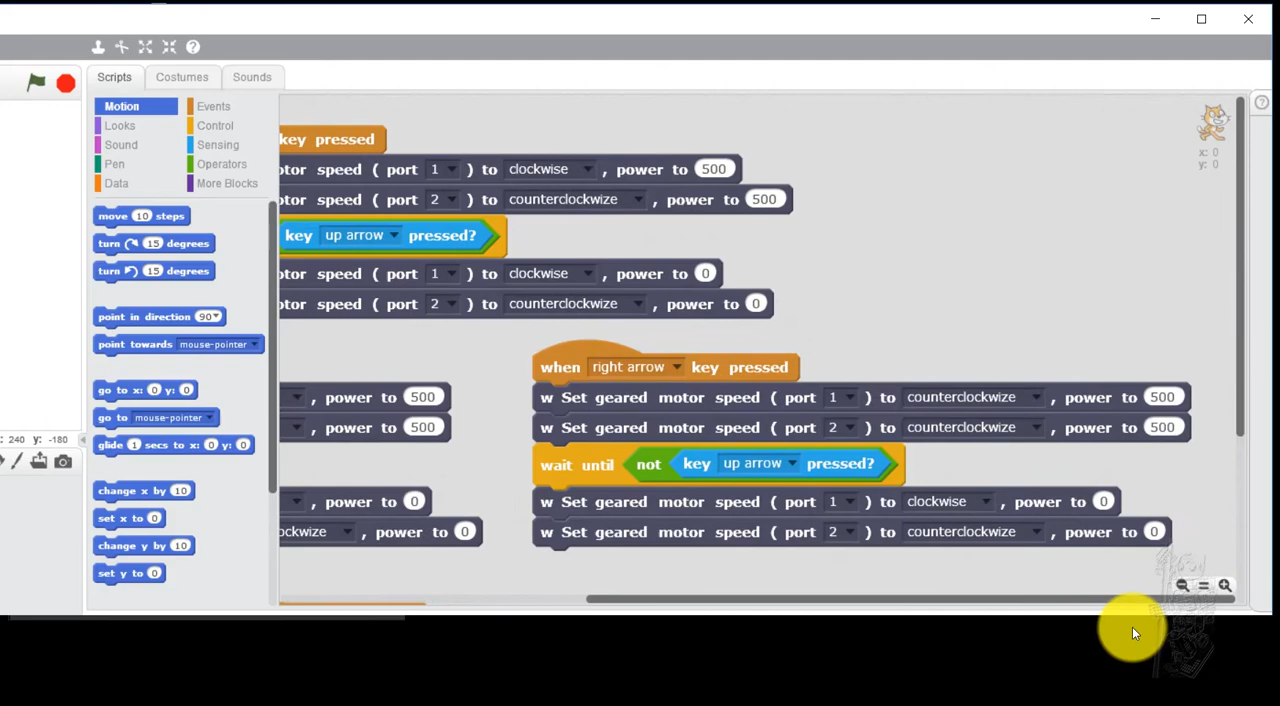 Scripts Costumes Sounds
Motion Events
Looks Control
Sound Sensing
Pen Operators
Data More Blocks
move 10 steps
turn 15 degrees
turn 15 degrees
point in direction 90
point towards mouse-pointer
go to x: 0 y: 0
go to mouse-pointer
glide 1 secs to x: 0 y: 0
change x by 10
set x to 0
change y by 10
set y to 0
240 y: -180
x: 0
y: 0
key pressed
otor speed ( port 1 ) to clockwise , power to 500
otor speed ( port 2 ) to counterclockwize , power to 500
key up arrow pressed?
otor speed ( port 1 ) to clockwise , power to 0
otor speed ( port 2 ) to counterclockwize , power to 0
, power to 500
, power to 500
, power to 0
ockwize , power to 0
when right arrow key pressed
w Set geared motor speed ( port 1 ) to counterclockwize , power to 500
w Set geared motor speed ( port 2 ) to counterclockwize , power to 500
wait until not key up arrow pressed?
w Set geared motor speed ( port 1 ) to clockwise , power to 0
w Set geared motor speed ( port 2 ) to counterclockwize , power to 0